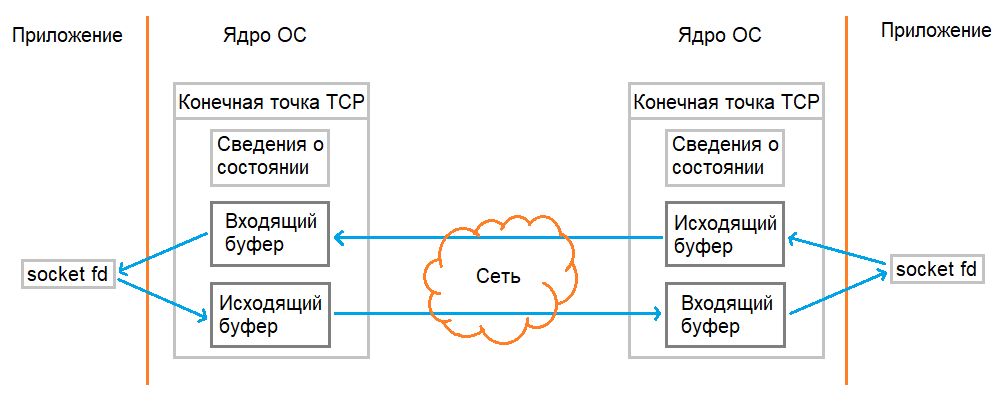 Приложение
Ядро ОС
Ядро ОС
Приложение
Конечная точка TCP
Сведения о
состоянии
Входящий
буфер
Исходящий
буфер
socket fd
Сеть
Конечная точка TCP
Сведения о
состоянии
Исходящий
буфер
Входящий
буфер
socket fd